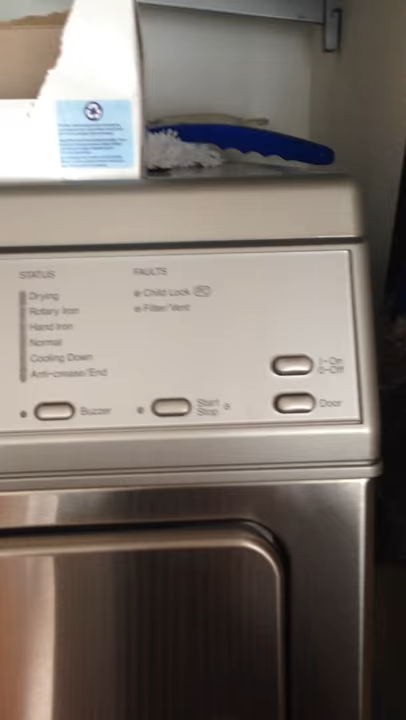 STATUS
Drying
Rotary Iron
Hand Iron
Normal
Cooling Down
Anti-crease/End
Buzzer
FAULTS
Child Lock
Filter/Vent
Start
Stop
I-On
0-Off
Door